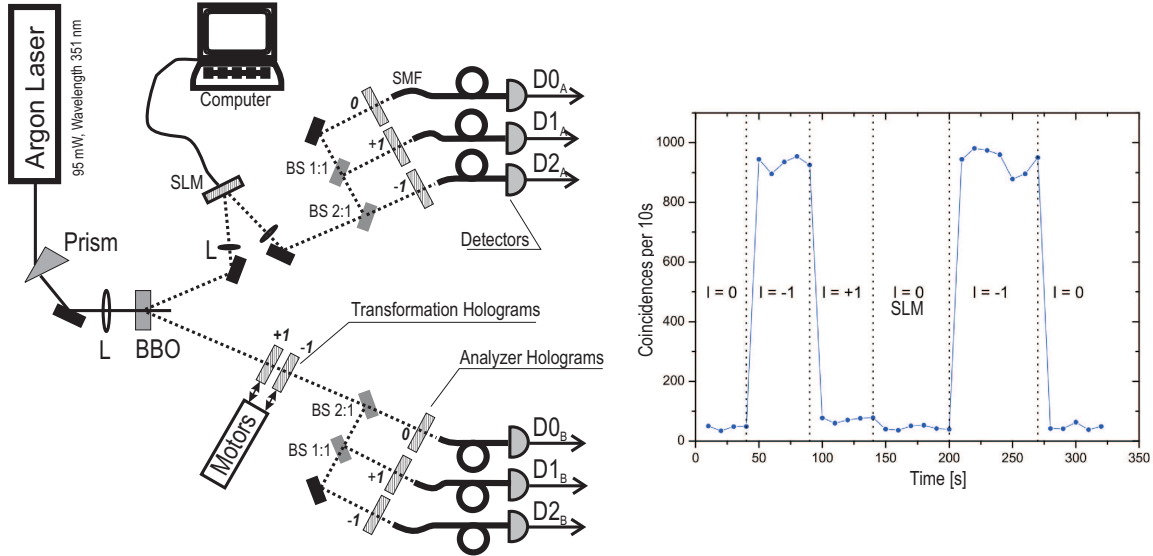 Argon Laser
95 mW, Wavelength 351 nm
Computer
SLM
Prism
L
L
BBO
SMF
0
+1
-1
BS 1:1
BS 2:1
D0A
D1A
D2A
Detectors
Transformation Holograms
+1
-1
Analyzer Holograms
Motors
BS 2:1
BS 1:1
0
+1
-1
D0B
D1B
D2B
Coincidences per 10s
1000
800
600
400
200
0
l = 0
l = -1
l = +1
l = 0
SLM
l = -1
l = 0
0
50
100
150
200
250
300
350
Time [s]